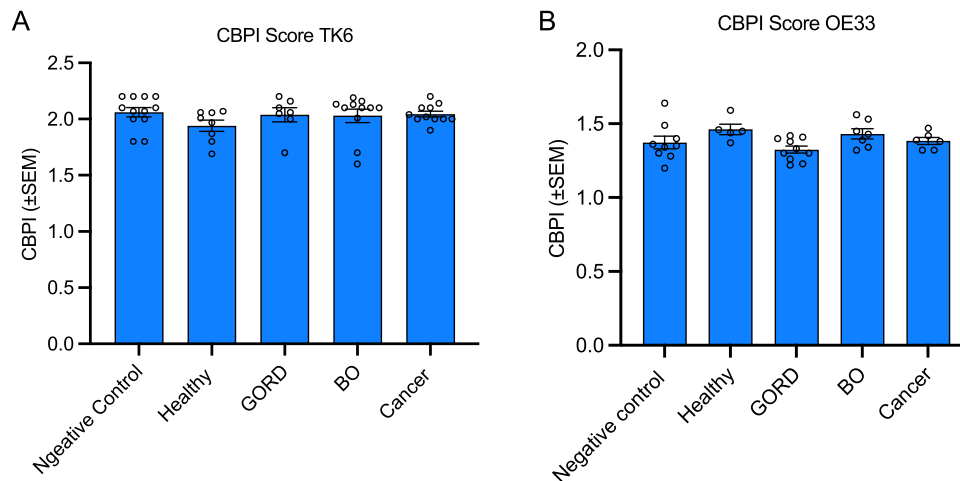 A
CBPI Score TK6
CBPI (±SEM)
2.5
2.0
1.5
1.0
0.5
0.0
Ngeative Control
Healthy
GORD
BO
Cancer
B
CBPI Score OE33
CBPI (±SEM)
2.0
1.5
1.0
0.5
0.0
Negative control
Healthy
GORD
BO
Cancer